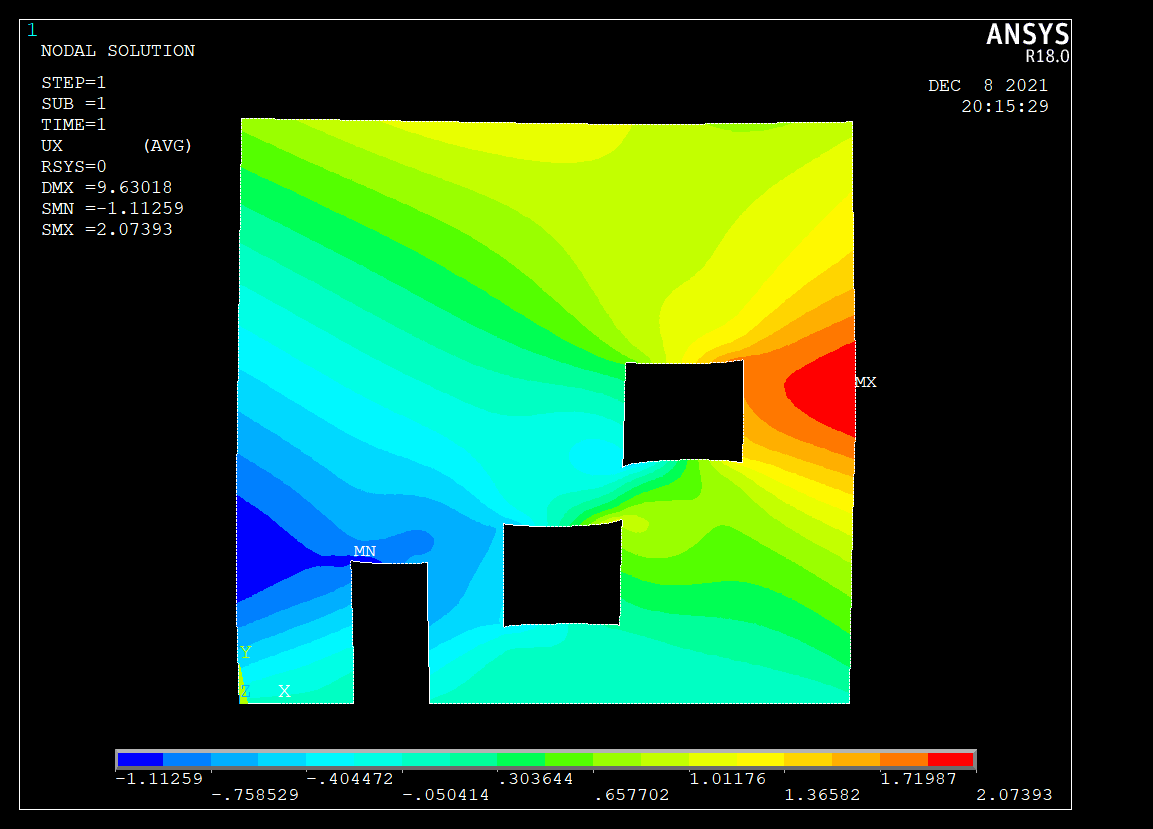 1
ANSYS
R18.0
NODAL SOLUTION
STEP=1
SUB =1
TIME=1
UX (AVG)
RSYS=0
DMX =9.63018
SMN =-1.11259
SMX =2.07393
DEC 8 2021
20:15:29
MX
MN
Y
Z X
-1.11259 -.404472 .303644 1.01176 1.71987
-.758529 -.050414 .657702 1.36582 2.07393